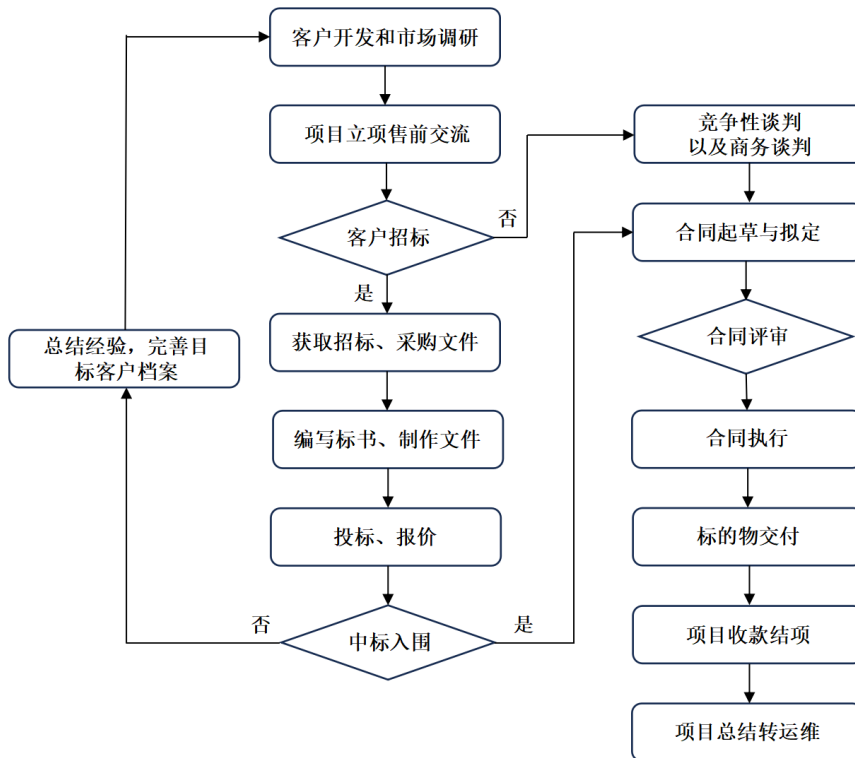 客户开发和市场调研
项目立项售前交流
竞争性谈判
以及商务谈判
否
客户招标
合同起草与拟定
是
获取招标、采购文件
合同评审
总结经验，完善目
标客户档案
编写标书、制作文件
合同执行
投标、报价
标的物交付
否
中标入围
是
项目收款结项
项目总结转运维